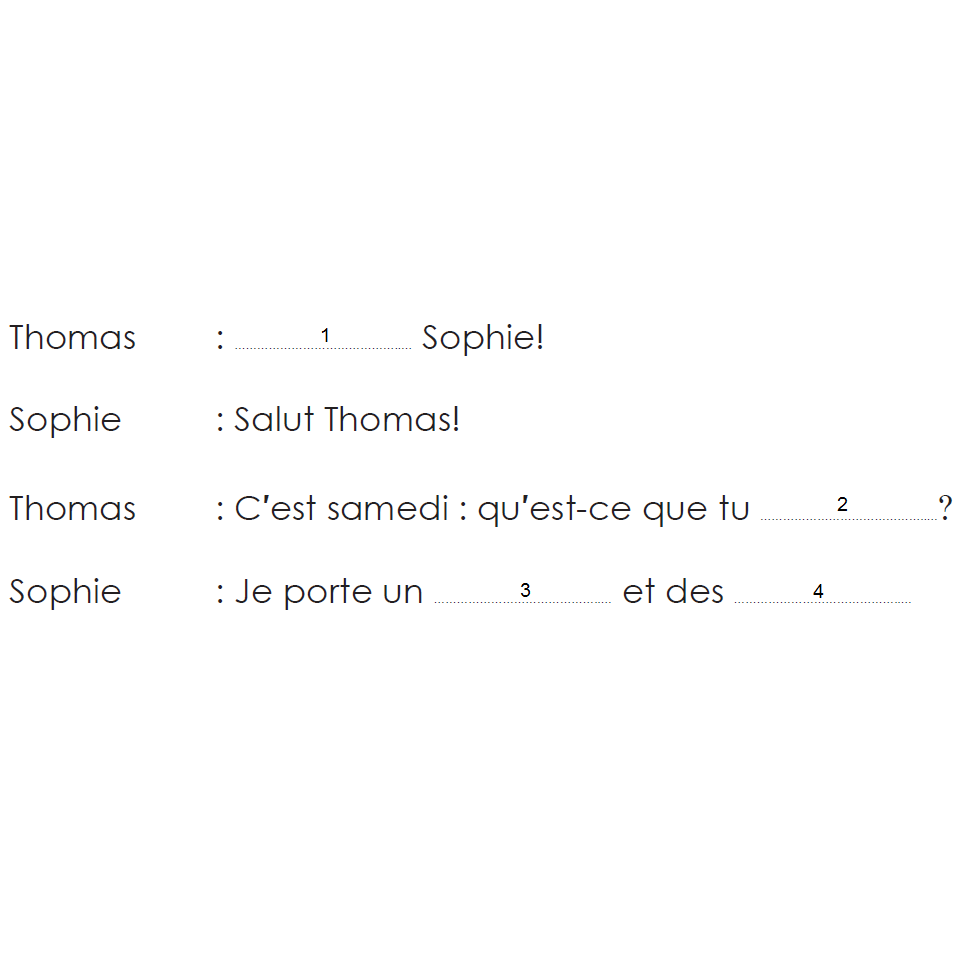 Thomas : ........1........ Sophie!
Sophie : Salut Thomas!
Thomas : C'est samedi : qu'est-ce que tu ........2........?
Sophie : Je porte un ........3........ et des ........4........